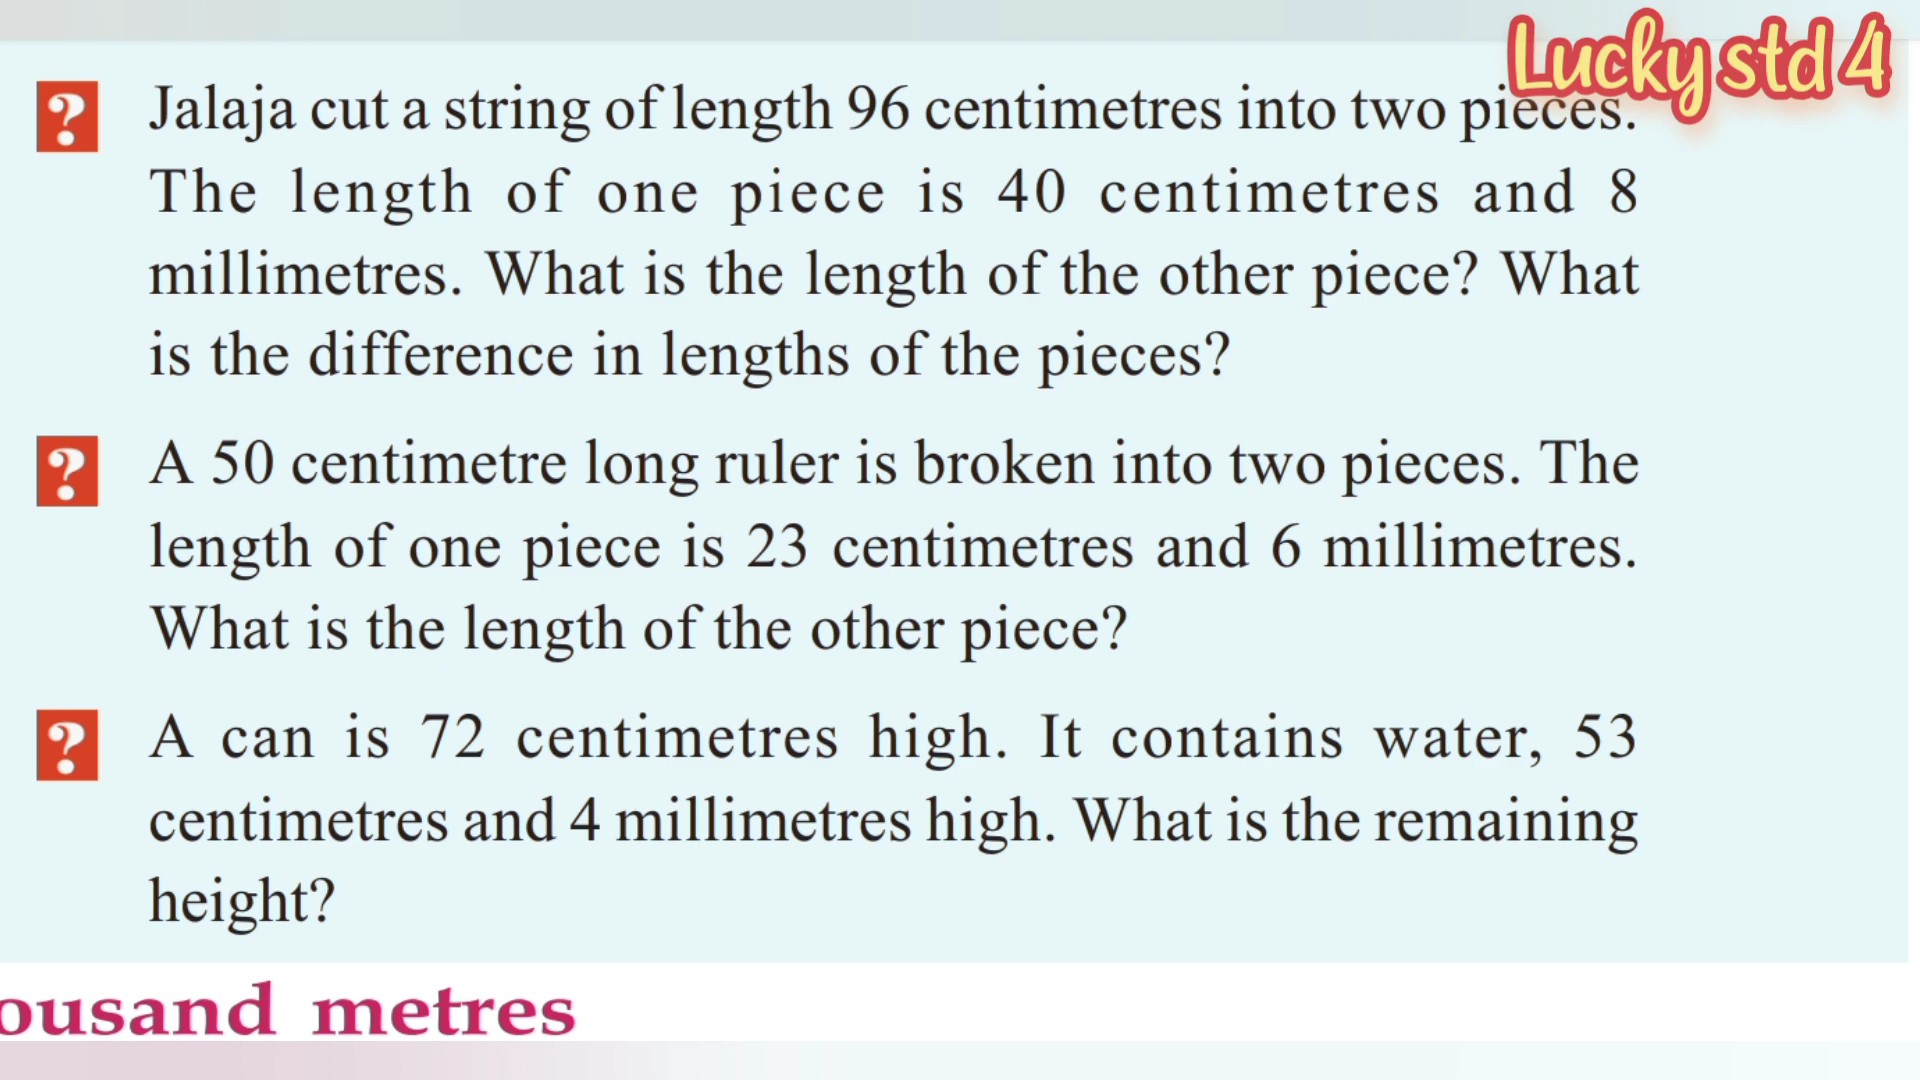 Lucky std 4
? Jalaja cut a string of length 96 centimetres into two pieces.
The length of one piece is 40 centimetres and 8
millimetres. What is the length of the other piece? What
is the difference in lengths of the pieces?
? A 50 centimetre long ruler is broken into two pieces. The
length of one piece is 23 centimetres and 6 millimetres.
What is the length of the other piece?
? A can is 72 centimetres high. It contains water, 53
centimetres and 4 millimetres high. What is the remaining
height?
ousand metres